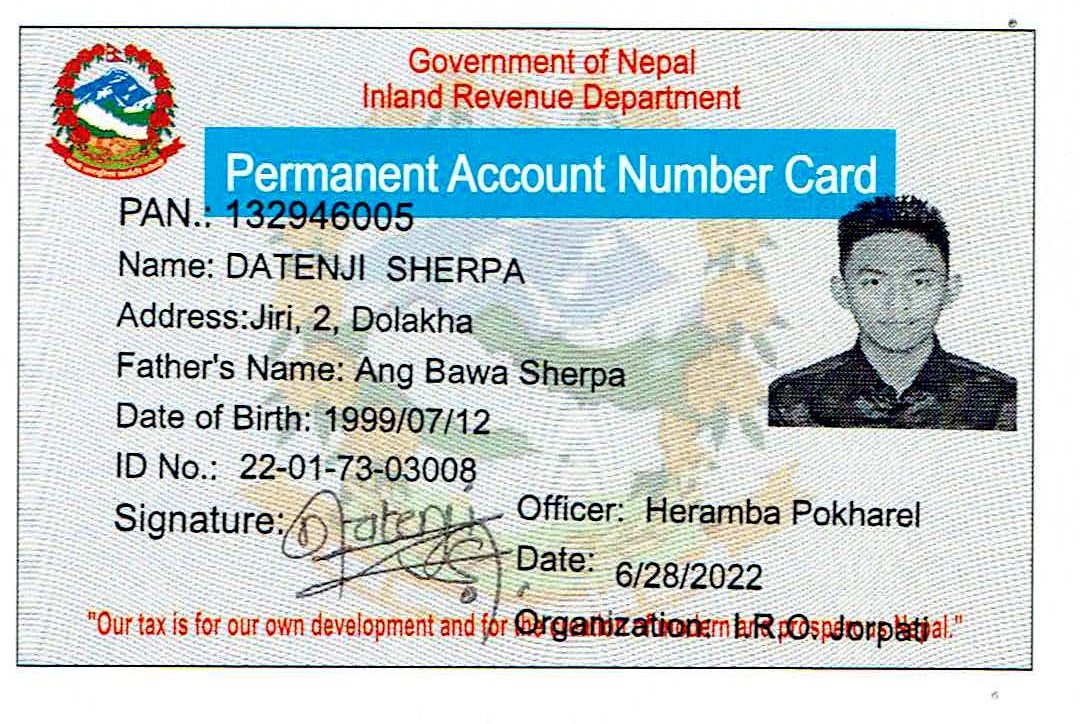 Government of Nepal
Inland Revenue Department
Permanent Account Number Card
PAN.: 132946005
Name: DATENJI SHERPA
Address:Jiri, 2, Dolakha
Father's Name: Ang Bawa Sherpa
Date of Birth: 1999/07/12
ID No.: 22-01-73-03008
Signature: Datenji
Officer: Heramba Pokharel
Date: 6/28/2022
Organization: I.R.O. Jorpati
"Our tax is for our own development and for the modern and prosperous Nepal."